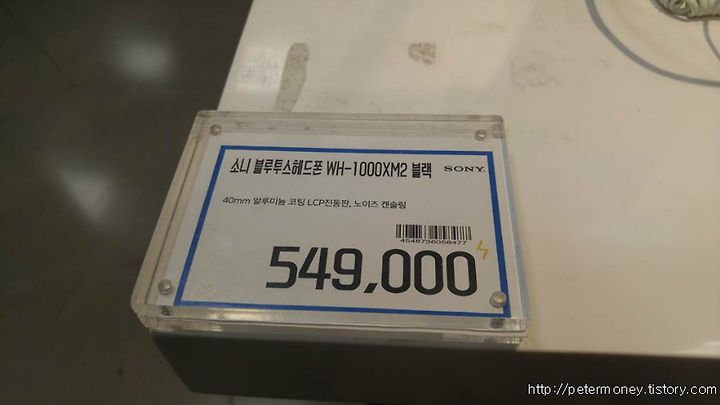 소니 블루투스헤드폰 WH-1000XM2 블랙 SONY
40mm 알루미늄 코팅 LCP진동판, 노이즈 캔슬링
4548736058477
549,000
http://petermoney.tistory.com